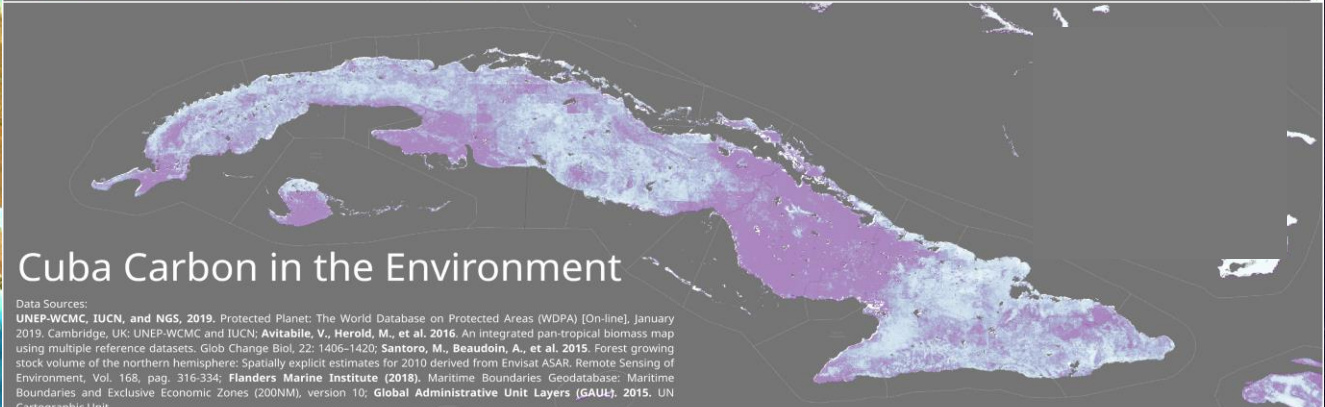 Cuba Carbon in the Environment
Data Sources:
UNEP-WCMC, IUCN, and NGS, 2019. Protected Planet: The World Database on Protected Areas (WDPA) [On-line], January
2019. Cambridge, UK: UNEP-WCMC and IUCN; Avitabile, V., Herold, M., et al. 2016. An integrated pan-tropical biomass map
using multiple reference datasets. Glob Change Biol, 22: 1406–1420; Santoro, M., Beaudoin, A., et al. 2015. Forest growing
stock volume of the northern hemisphere: Spatially explicit estimates for 2010 derived from Envisat ASAR. Remote Sensing of
Environment, Vol. 168, pag. 316-334; Flanders Marine Institute (2018). Maritime Boundaries Geodatabase: Maritime
Boundaries and Exclusive Economic Zones (200NM), version 10; Global Administrative Unit Layers (GAUL). 2015. UN
Cartographic Unit